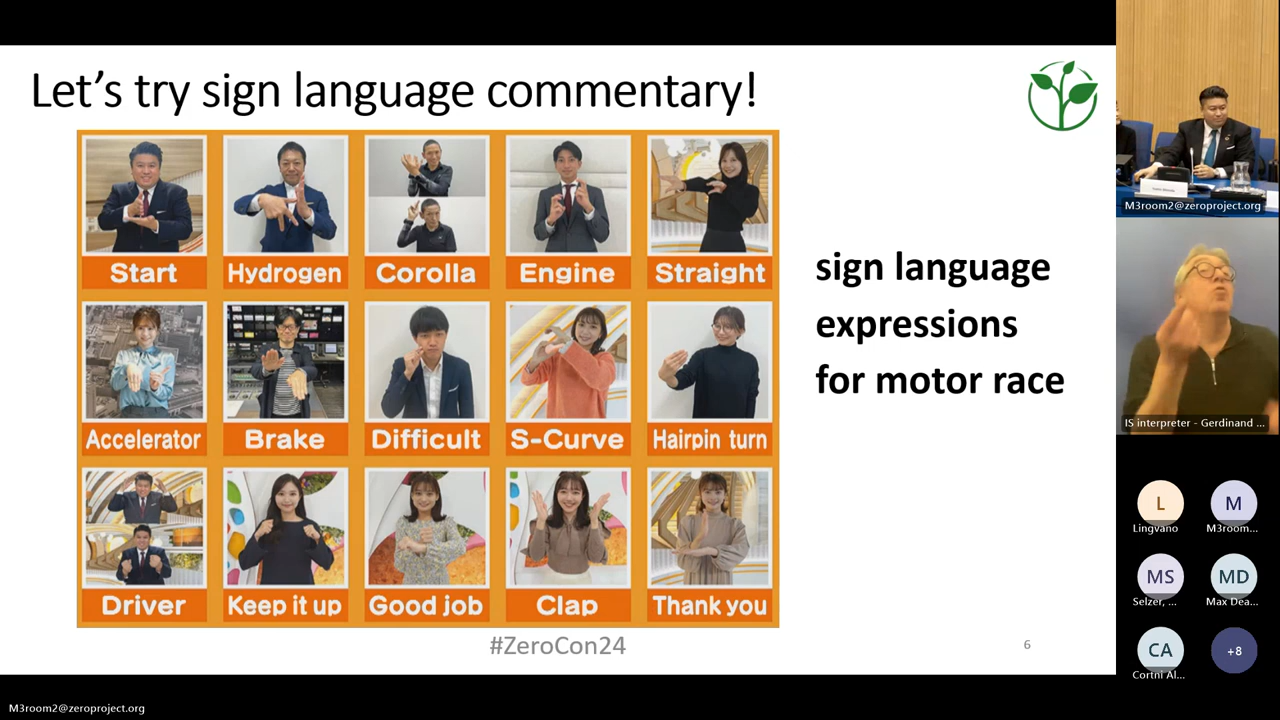 Let's try sign language commentary!
Start
Hydrogen
Corolla
Engine
Straight
Accelerator
Brake
Difficult
S-Curve
Hairpin turn
Driver
Keep it up
Good job
Clap
Thank you
sign language
expressions
for motor race
#ZeroCon24
6
M3room2@zeroproject.org
IS interpreter - Gerdinand ...
L
Lingvano
M
M3room...
MS
Selzer, ...
MD
Max Dea...
CA
Cortni Al...
+8
M3room2@zeroproject.org